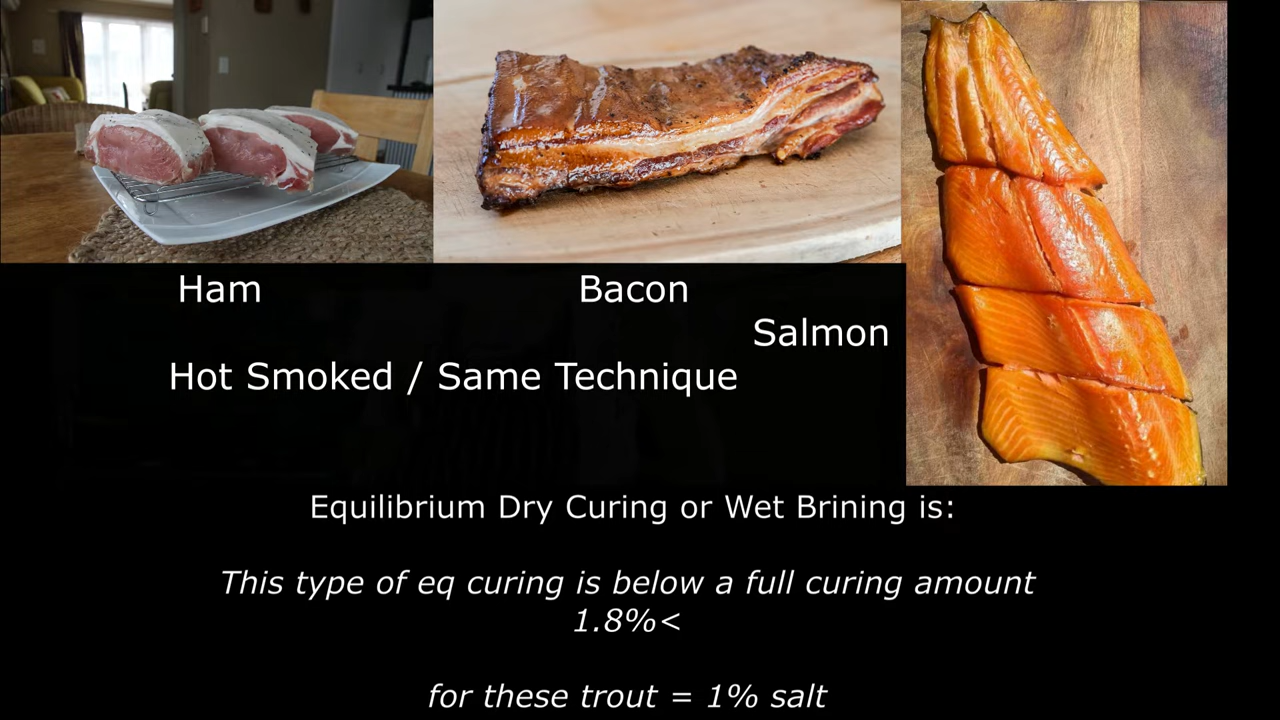 Ham
Bacon
Salmon
Hot Smoked / Same Technique
Equilibrium Dry Curing or Wet Brining is:
This type of eq curing is below a full curing amount
1.8%<
for these trout = 1% salt